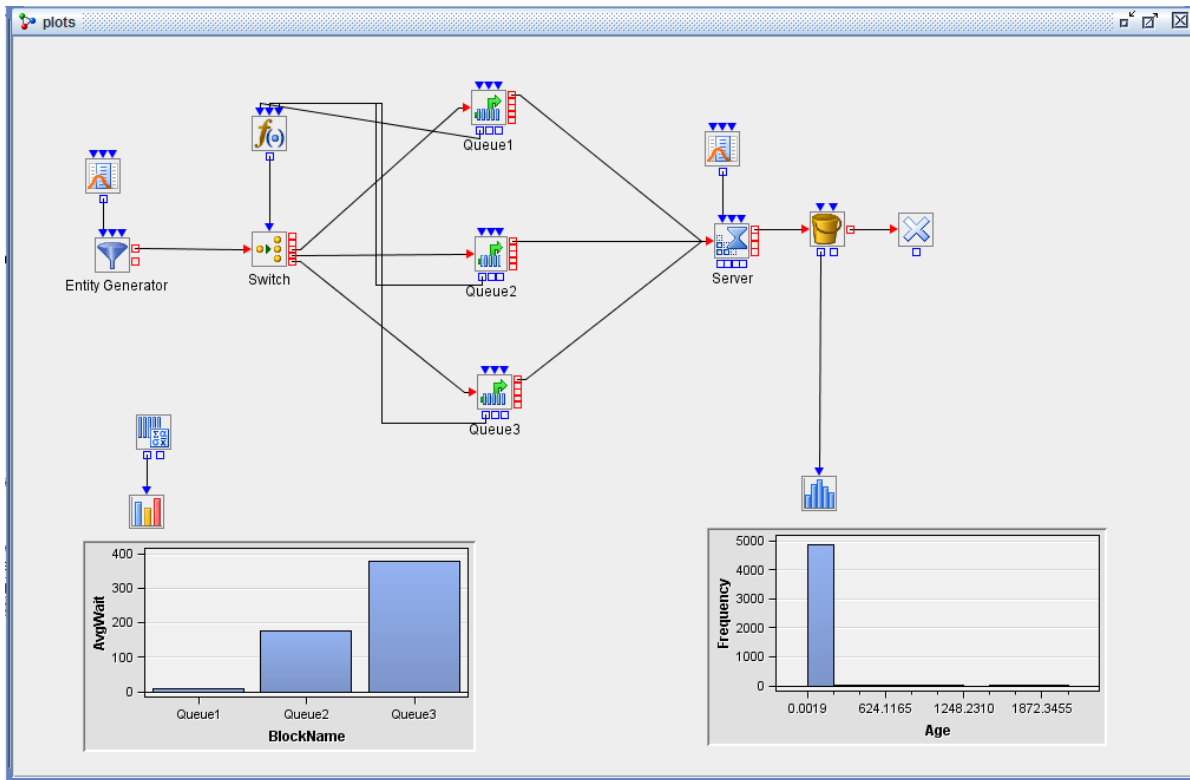 plots
f(•)
Queue1
Entity Generator
Switch
Queue2
Server
Queue3
400
300
200
100
0
AvgWait
Queue1 Queue2 Queue3
BlockName
5000
4000
3000
2000
1000
0
Frequency
0.0019 624.1165 1248.2310 1872.3455
Age